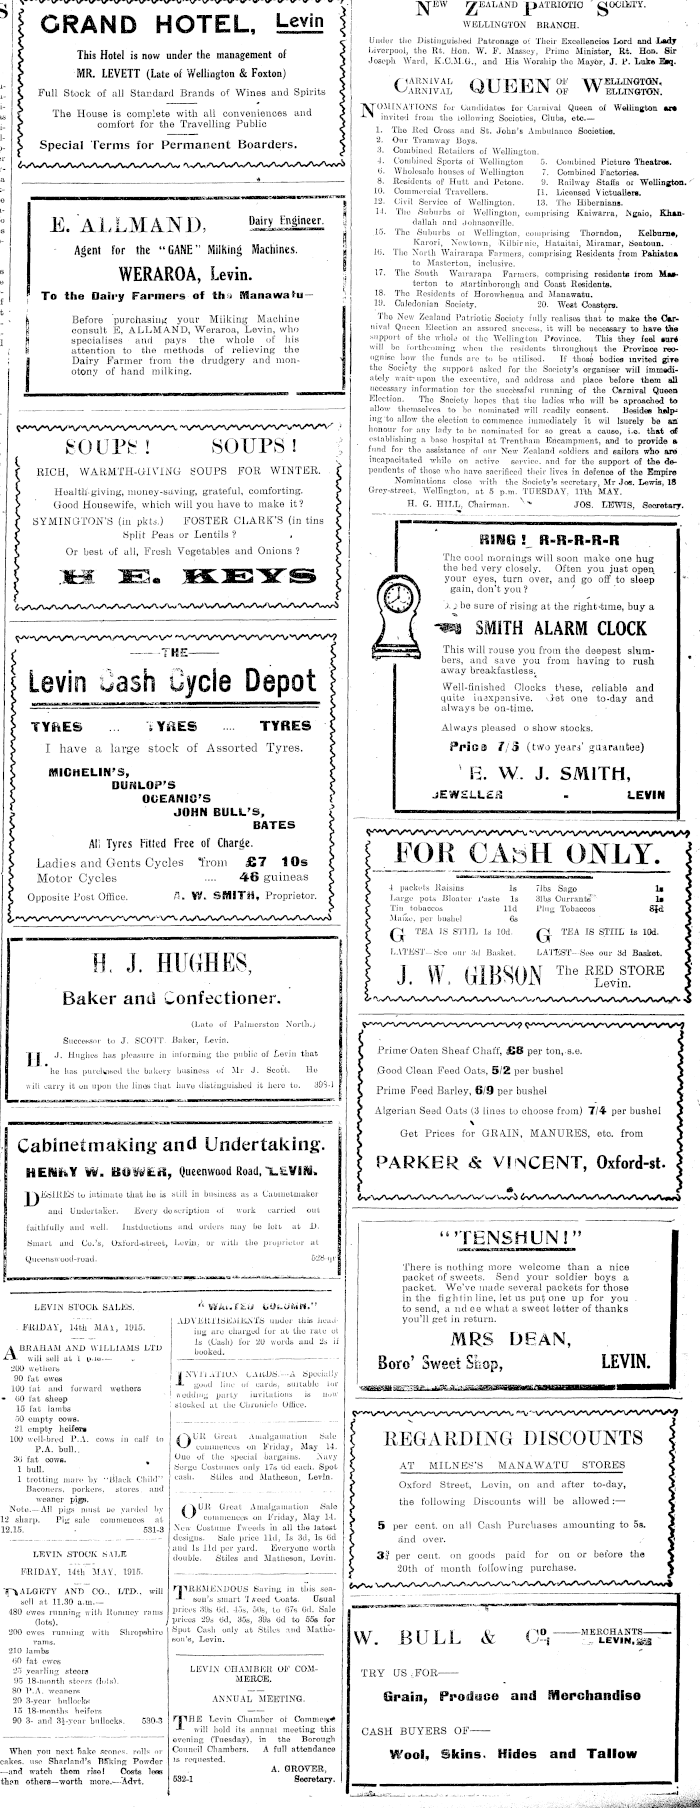 GRAND HOTEL, Levin
This Hotel is now under the management of
MR. LEVETT (Late of Wellington & Foxton)
Full Stock of all Standard Brands of Wines and Spirits
The House is complete with all conveniences and
comfort for the Travelling Public
Special Terms for Permanent Boarders.
E. ALLMAND, Dairy Engineer.
Agent for the "GANE" Milking Machines.
WERAROA, Levin.
To the Dairy Farmers of the Manawatu—
Before purchasing your Milking Machine
consult E. ALLMAND, Weraroa, Levin, who
specialises and pays the whole of his
attention to the methods of relieving the
Dairy Farmer from the drudgery and mon-
otony of hand milking.
SOUPS! SOUPS!
RICH, WARMTH-GIVING SOUPS FOR WINTER.
Health giving, money-saving, grateful, comforting.
Good Housewife, which will you have to make it?
SYMINGTON'S (in pkts.) FOSTER CLARK'S (in tins
Split Peas or Lentils?
Or best of all, Fresh Vegetables and Onions?
H E. KEYS
THE
Levin Cash Cycle Depot
TYRES ... TYRES .... TYRES
I have a large stock of Assorted Tyres.
MICHELIN'S,
DUNLOP'S
OCEANIC'S
JOHN BULL'S,
BATES
All Tyres Fitted Free of Charge.
Ladies and Gents Cycles from £7 10s
Motor Cycles .... 46 guineas
Opposite Post Office. A. W. SMITH, Proprietor.
H. J. HUGHES,
Baker and Confectioner.
(Late of Palmerston North.)
Successor to J. SCOTT Baker, Levin.
H. J. Hughes has pleasure in informing the public of Levin that
he has purchased the bakery business of Mr J. Scott. He
will carry it on upon the lines that have distinguished it here to. 398-1
Cabinetmaking and Undertaking.
HENRY W. BOWER, Queenwood Road, LEVIN.
DESIRES to intimate that he is still in business as a Cabinetmaker
and Undertaker. Every description of work carried out
faithfully and well. Instductions and orders may be left at D.
Smart and Co.'s, Oxford-street, Levin, or with the proprietor at
Queenswood-road. 528
LEVIN STOCK SALES.
FRIDAY, 14th MAY, 1915.
ABRAHAM AND WILLIAMS LTD
will sell at 1 p.m.—
200 wethers
90 fat ewes
100 fat and forward wethers
60 fat sheep
15 fat lambs
50 empty cows.
21 empty heifers
100 well-bred P.A. cows in calf to
P.A. bull.
36 fat cows.
1 bull.
1 trotting mare by "Black Child"
Baconers, porkers, stores and
weaner pigs.
Note.—All pigs must be yarded by
12 sharp. Pig sale commences at
12.15. 531-3
LEVIN STOCK SALE
FRIDAY, 14th MAY, 1915.
DALGETY AND CO., LTD., will
sell at 11.30 a.m.—
480 ewes running with Romney rams
(lots).
200 ewes running with Shropshire
rams.
210 lambs
60 fat ewes
25 yearling steers
95 18-month steers (lots).
80 P.A. weaners
20 3-year bullocks
15 18-months heifers
90 3- and 3½-year bullocks. 530-3
When you next bake scones, rolls or
cakes, use Sharland's Baking Powder
—and watch them rise! Costs less
than others—worth more.—Advt.
"WANTED COLUMN."
ADVERTISEMENTS under this head-
ing are charged for at the rate of
1s (Cash) for 20 words and 2s if
booked.
INVITATION CARDS.—A Specially
good line of cards, suitable for
wedding party invitations is now
stocked at the Chronicle Office.
OUR Great Amalgamation Sale
commences on Friday, May 14.
One of the special bargains. Navy
Serge Costumes only 17s 6d each. Spot
cash. Stiles and Matheson, Levin.
OUR Great Amalgamation Sale
commences on Friday, May 14.
New Costume Tweeds in all the latest
designs. Sale price 11d, 1s 3d, 1s 6d
and 1s 11d per yard. Everyone worth
double. Stiles and Matheson, Levin.
TREMENDOUS Saving in this sea-
son's smart Tweed Coats. Usual
prices 39s 6d, 45s, 50s, to 67s 6d. Sale
prices 29s 6d, 35s, 39s 6d to 55s for
Spot Cash only at Stiles and Mathe-
son's, Levin.
LEVIN CHAMBER OF COM-
MERCE.
ANNUAL MEETING.
THE Levin Chamber of Commerce
will hold its annual meeting this
evening (Tuesday), in the Borough
Council Chambers. A full attendance
is requested.
A. GROVER,
532-1 Secretary.
NEW ZEALAND PATRIOTIC SOCIETY.
WELLINGTON BRANCH.
Under the Distinguished Patronage of Their Excellencies Lord and Lady
Liverpool, the Rt. Hon. W. F. Massey, Prime Minister, Rt. Hon. Sir
Joseph Ward, K.C.M.G., and His Worship the Mayor, J. P. Luke Esq.
CARNIVAL QUEEN OF WELLINGTON.
CARNIVAL OF WELLINGTON.
NOMINATIONS for Candidates for Carnival Queen of Wellington are
invited from the following Societies, Clubs, etc.—
1. The Red Cross and St. John's Ambulance Societies.
2. Our Tramway Boys.
3. Combined Retailers of Wellington.
4. Combined Sports of Wellington 5. Combined Picture Theatres.
6. Wholesale houses of Wellington 7. Combined Factories.
8. Residents of Hutt and Petone. 9. Railway Staffs of Wellington.
10. Commercial Travellers. 11. Licensed Victuallers.
12. Civil Service of Wellington. 13. The Hibernians.
14. The Suburbs of Wellington, comprising Kaiwarra, Ngaio, Khan-
dallah and Johnsonville.
15. The Suburbs of Wellington, comprising Thorndon, Kelburne,
Karori, Newtown, Kilbirnie, Hataitai, Miramar, Seatoun.
16. The North Wairarapa Farmers, comprising Residents from Pahiatua
to Masterton, inclusive.
17. The South Wairarapa Farmers, comprising residents from Mas-
terton to Martinborough and Coast Residents.
18. The Residents of Horowhenua and Manawatu.
19. Caledonian Society. 20. West Coasters.
The New Zealand Patriotic Society fully realises that to make the Car-
nival Queen Election an assured success, it will be necessary to have the
support of the whole of the Wellington Province. This they feel sure
will be forthcoming when the residents throughout the Province reco-
ognise how the funds are to be utilised. If those bodies invited give
the Society the support asked for the Society's organiser will immedi-
ately wait upon the executive, and address and place before them all
necessary information for the successful running of the Carnival Queen
Election. The Society hopes that the ladies who will be aproached to
allow themselves to be nominated will readily consent. Besides help-
ing to allow the election to commence immediately it will lsurely be an
honour for any lady to be nominated for so great a cause, i.e. that of
establishing a base hospital at Trentham Encampment, and to provide a
fund for the assistance of our New Zealand soldiers and sailors who are
incapacitated while on active service, and for the support of the de-
pendents of those who have sacrificed their lives in defence of the Empire
Nominations close with the Society's secretary, Mr Jos. Lewis, 18
Grey-street, Wellington, at 5 p.m. TUESDAY, 11th MAY.
H. G. HILL, Chairman. JOS. LEWIS, Secretary.
RING! R-R-R-R-R
The cool mornings will soon make one hug
the bed very closely. Often you just open
your eyes, turn over, and go off to sleep
gain, don't you?
be sure of rising at the right-time, buy a
SMITH ALARM CLOCK
This will rouse you from the deepest slum-
bers, and save you from having to rush
away breakfastless.
Well-finished Clocks these, reliable and
quite inexpensive. Get one to-day and
always be on-time.
Always pleased o show stocks.
Price 7/6 (two years' guarantee)
E. W. J. SMITH,
JEWELLER - LEVIN
FOR CASH ONLY.
4 packets Raisins 1s 7lbs Sago 1s
Large pots Bloater Paste 1s 3lbs Currants 1s
Tin tobaccos 11d Plug Tobaccos 8½d
Maize, per bushel 6s
G TEA IS STIIL 1s 10d. G TEA IS STIIL 1s 10d.
LATEST—See our 3d Basket. LATEST—See our 3d Basket.
J. W. GIBSON The RED STORE
Levin.
Prime Oaten Sheaf Chaff, £6 per ton, s.e.
Good Clean Feed Oats, 5/2 per bushel
Prime Feed Barley, 6/9 per bushel
Algerian Seed Oats (3 lines to choose from) 7/4 per bushel
Get Prices for GRAIN, MANURES, etc. from
PARKER & VINCENT, Oxford-st.
"'TENSHUN!"
There is nothing more welcome than a nice
packet of sweets. Send your soldier boys a
packet. We've made several packets for those
in the fightin line, let us put one up for you
to send, a nd ee what a sweet letter of thanks
you'll get in return.
MRS DEAN,
Boro' Sweet Shop, LEVIN.
REGARDING DISCOUNTS
AT MILNES'S MANAWATU STORES
Oxford Street, Levin, on and after to-day,
the following Discounts will be allowed:—
5 per cent. on all Cash Purchases amounting to 5s.
and over.
3¾ per cent. on goods paid for on or before the
20th of month following purchase.
W. BULL & Co. —MERCHANTS—
LEVIN,
TRY US FOR—
Grain, Produce and Merchandise
CASH BUYERS OF—
Wool, Skins, Hides and Tallow